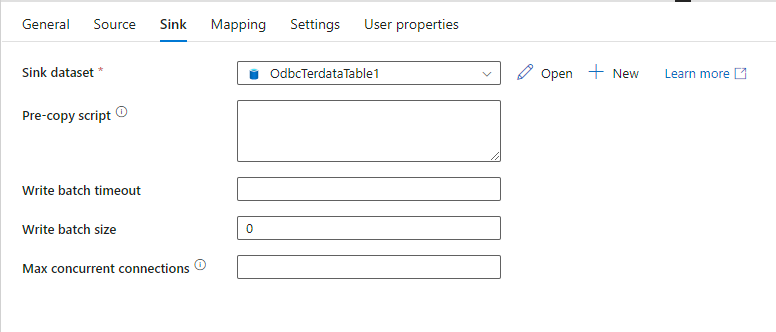 General Source Sink Mapping Settings User properties
Sink dataset * OdbcTerdataTable1 Open New Learn more
Pre-copy script
Write batch timeout
Write batch size 0
Max concurrent connections